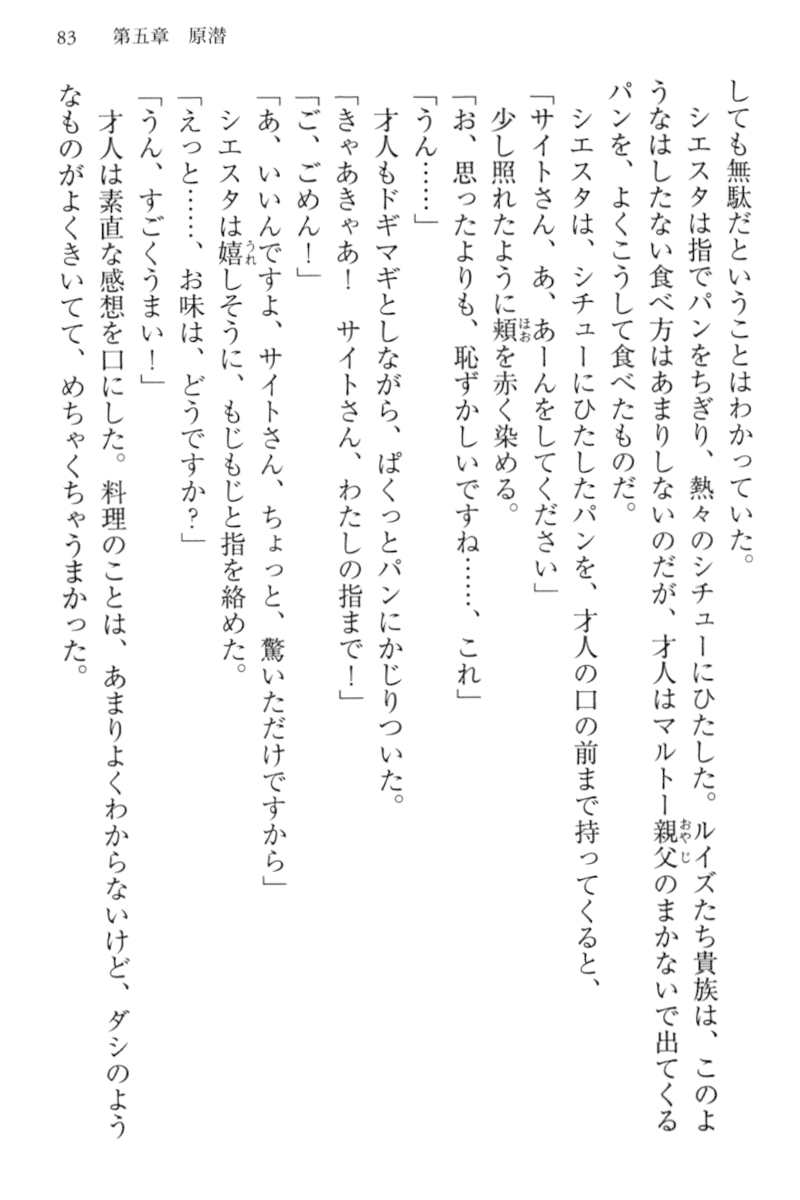 83　第五章　原潜
しても無駄だということはわかっていた。
　シエスタは指でパンをちぎり、熱々のシチューにひたした。ルイズたち貴族は、このよ
うなはしたない食べ方はあまりしないのだが、才人はマルトー親父のまかないで出てくる
パンを、よくこうして食べたものだ。
　シエスタは、シチューにひたしたパンを、才人の口の前まで持ってくると、
「サイトさん、あ、あーんをしてください」
　少し照れたように頬を赤く染める。
「お、思ったよりも、恥ずかしいですね……、これ」
「うん……」
　才人もドギマギとしながら、ぱくっとパンにかじりついた。
「きゃあきゃあ！　サイトさん、わたしの指まで！」
「ご、ごめん！」
「あ、いいんですよ、サイトさん、ちょっと、驚いただけですから」
　シエスタは嬉しそうに、もじもじと指を絡めた。
「えっと……、お味は、どうですか？」
「うん、すごくうまい！」
　才人は素直な感想を口にした。料理のことは、あまりよくわからないけど、ダシのよう
なものがよくきいてて、めちゃくちゃうまかった。